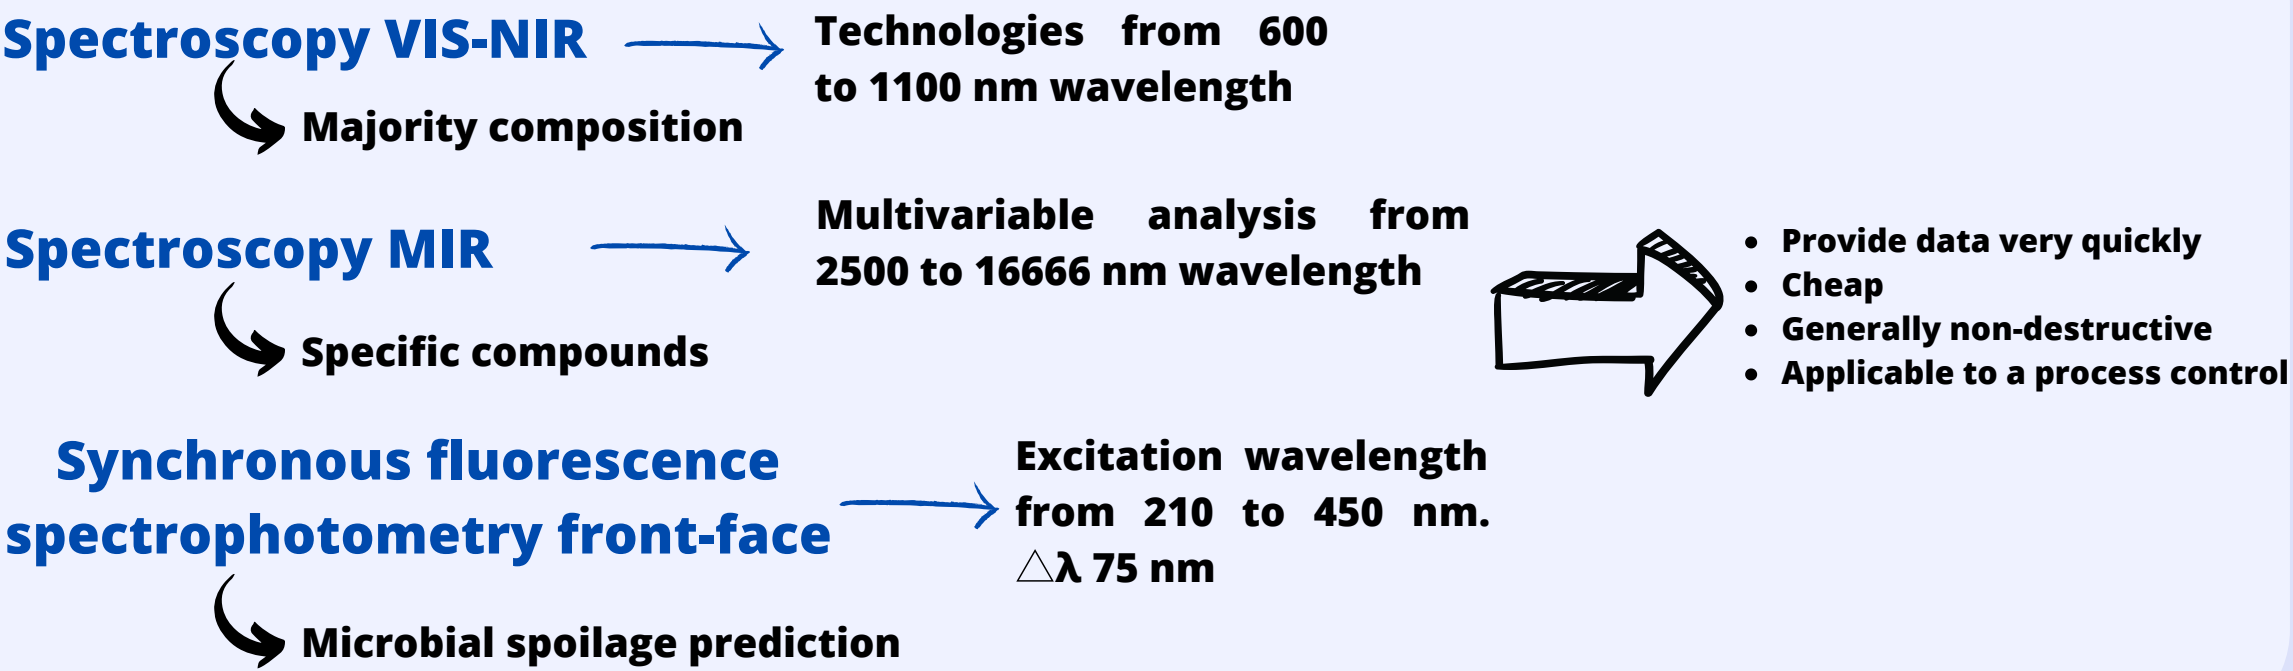 Spectroscopy VIS-NIR
Technologies from 600
to 1100 nm wavelength
Majority composition
Spectroscopy MIR
Multivariable analysis from
2500 to 16666 nm wavelength
Specific compounds
• Provide data very quickly
• Cheap
• Generally non-destructive
• Applicable to a process control
Synchronous fluorescence
spectrophotometry front-face
Excitation wavelength
from 210 to 450 nm.
△λ 75 nm
Microbial spoilage prediction